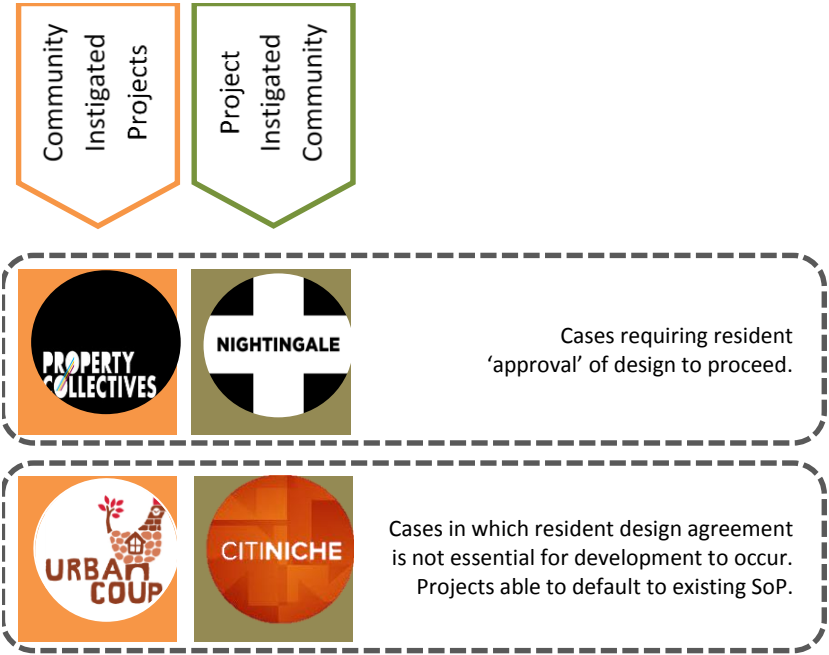 Community
Instigated
Projects
Project
Instigated
Community
PROPERTY
COLLECTIVES
NIGHTINGALE
Cases requiring resident
‘approval’ of design to proceed.
URBAN
COUP
CITINICHE
Cases in which resident design agreement
is not essential for development to occur.
Projects able to default to existing SoP.